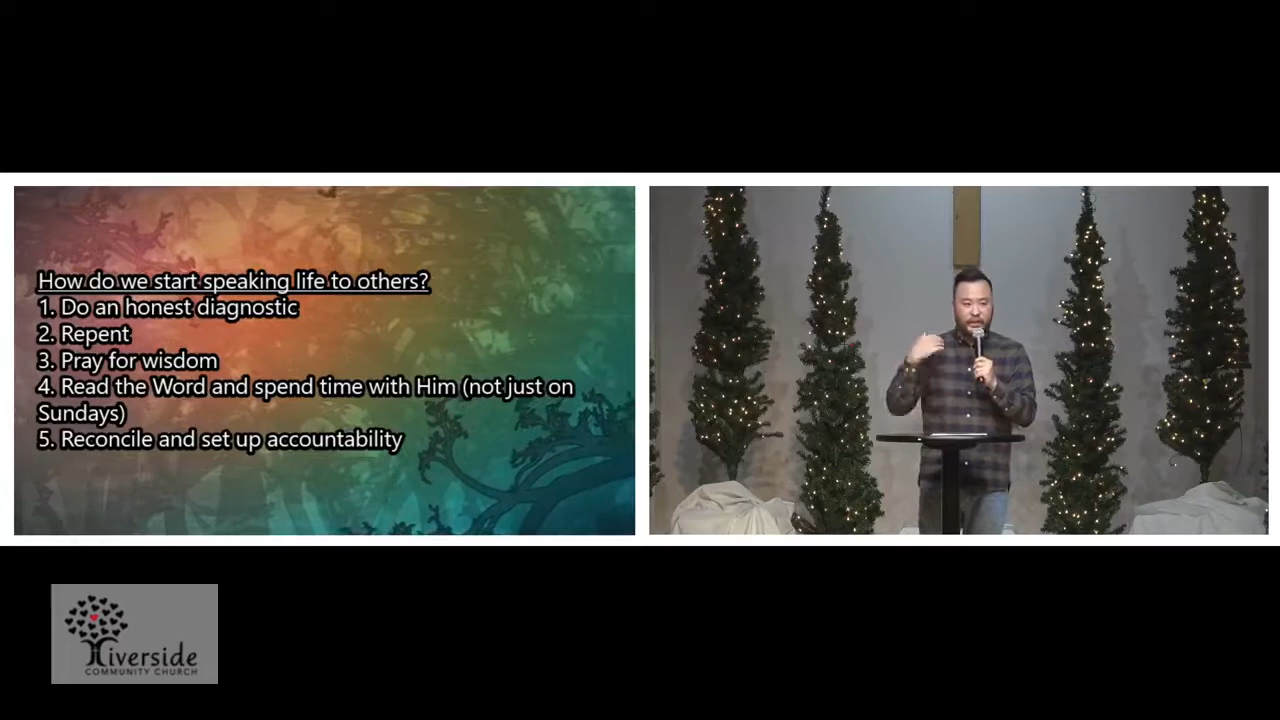 How do we start speaking life to others?
1. Do an honest diagnostic
2. Repent
3. Pray for wisdom
4. Read the Word and spend time with Him (not just on
Sundays)
5. Reconcile and set up accountability
Riverside
COMMUNITY CHURCH